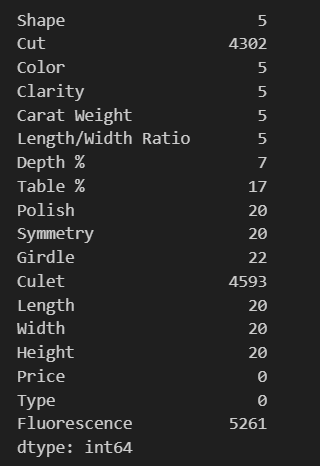 Shape 5
Cut 4302
Color 5
Clarity 5
Carat Weight 5
Length/Width Ratio 5
Depth % 7
Table % 17
Polish 20
Symmetry 20
Girdle 22
Culet 4593
Length 20
Width 20
Height 20
Price 0
Type 0
Fluorescence 5261
dtype: int64